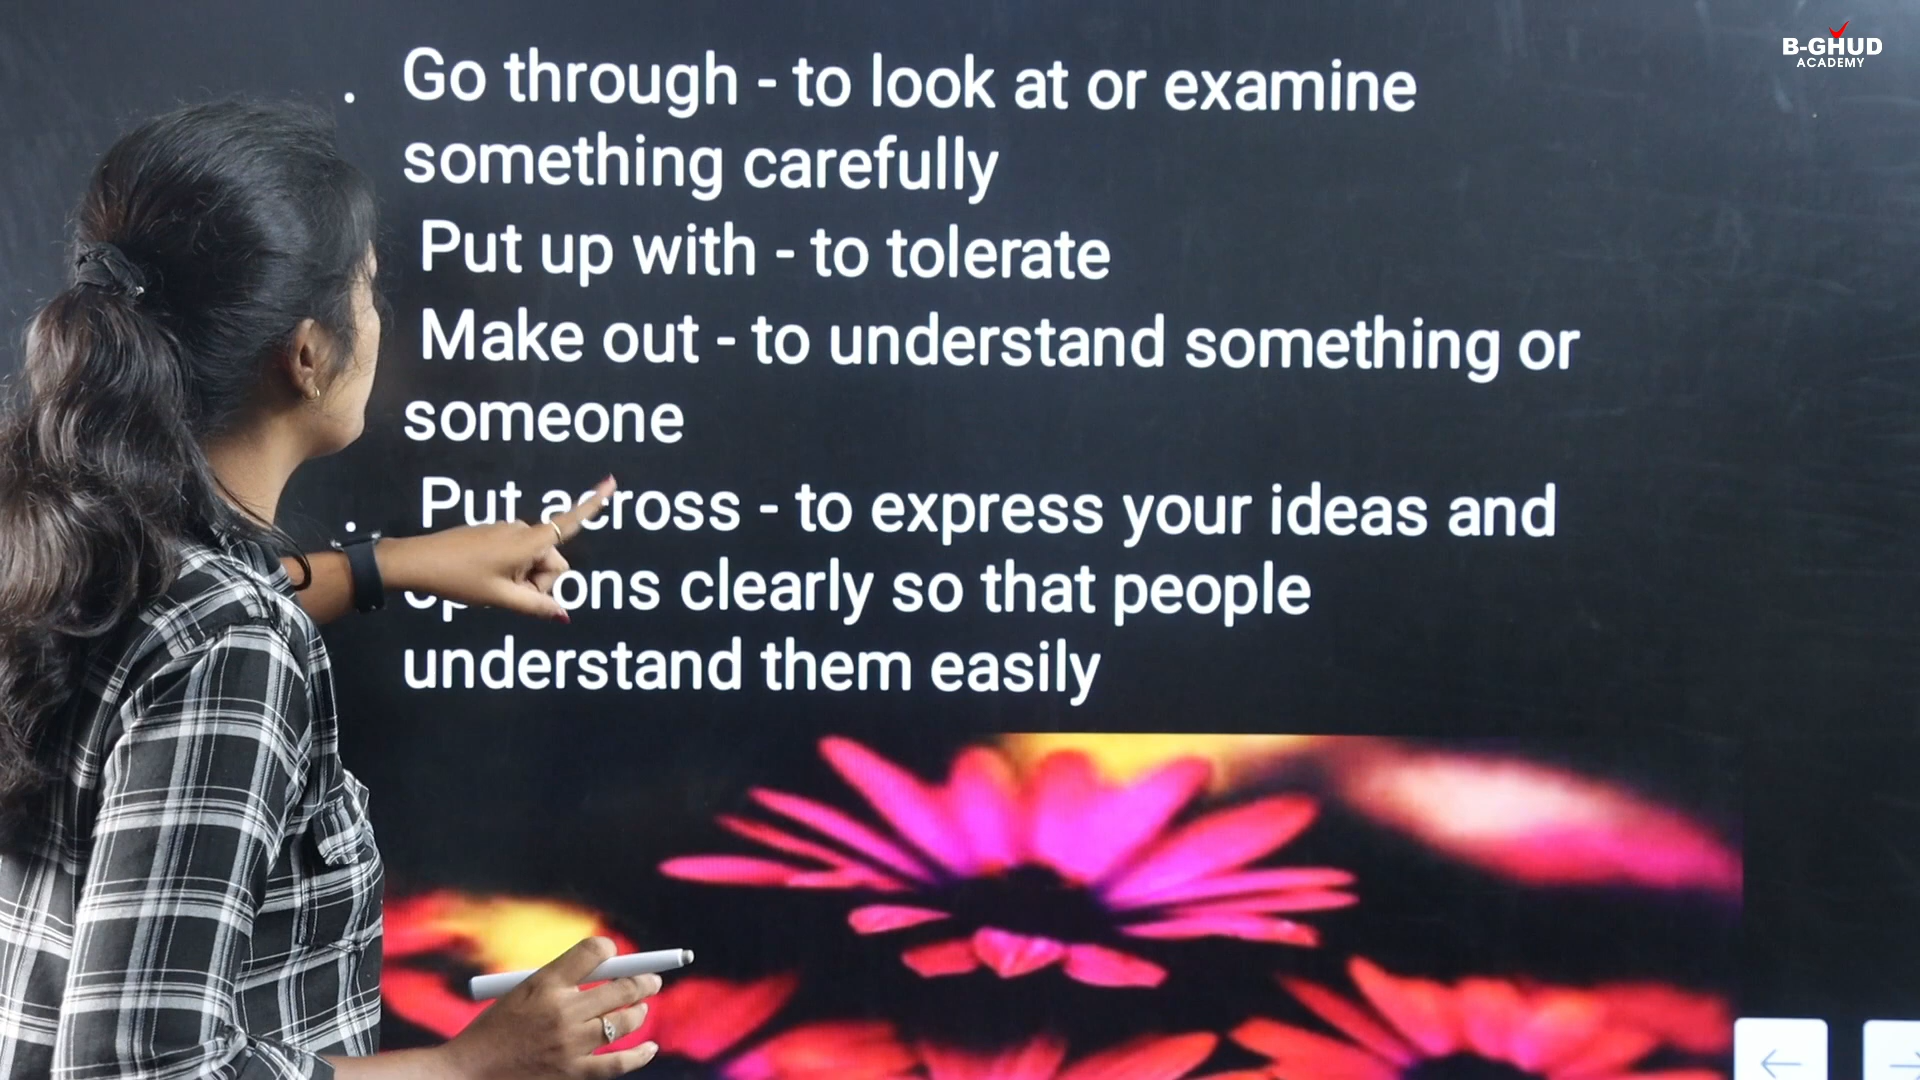 B-GHUD
ACADEMY
. Go through - to look at or examine
something carefully
Put up with - to tolerate
Make out - to understand something or
someone
. Put across - to express your ideas and
clearly so that people
understand them easily